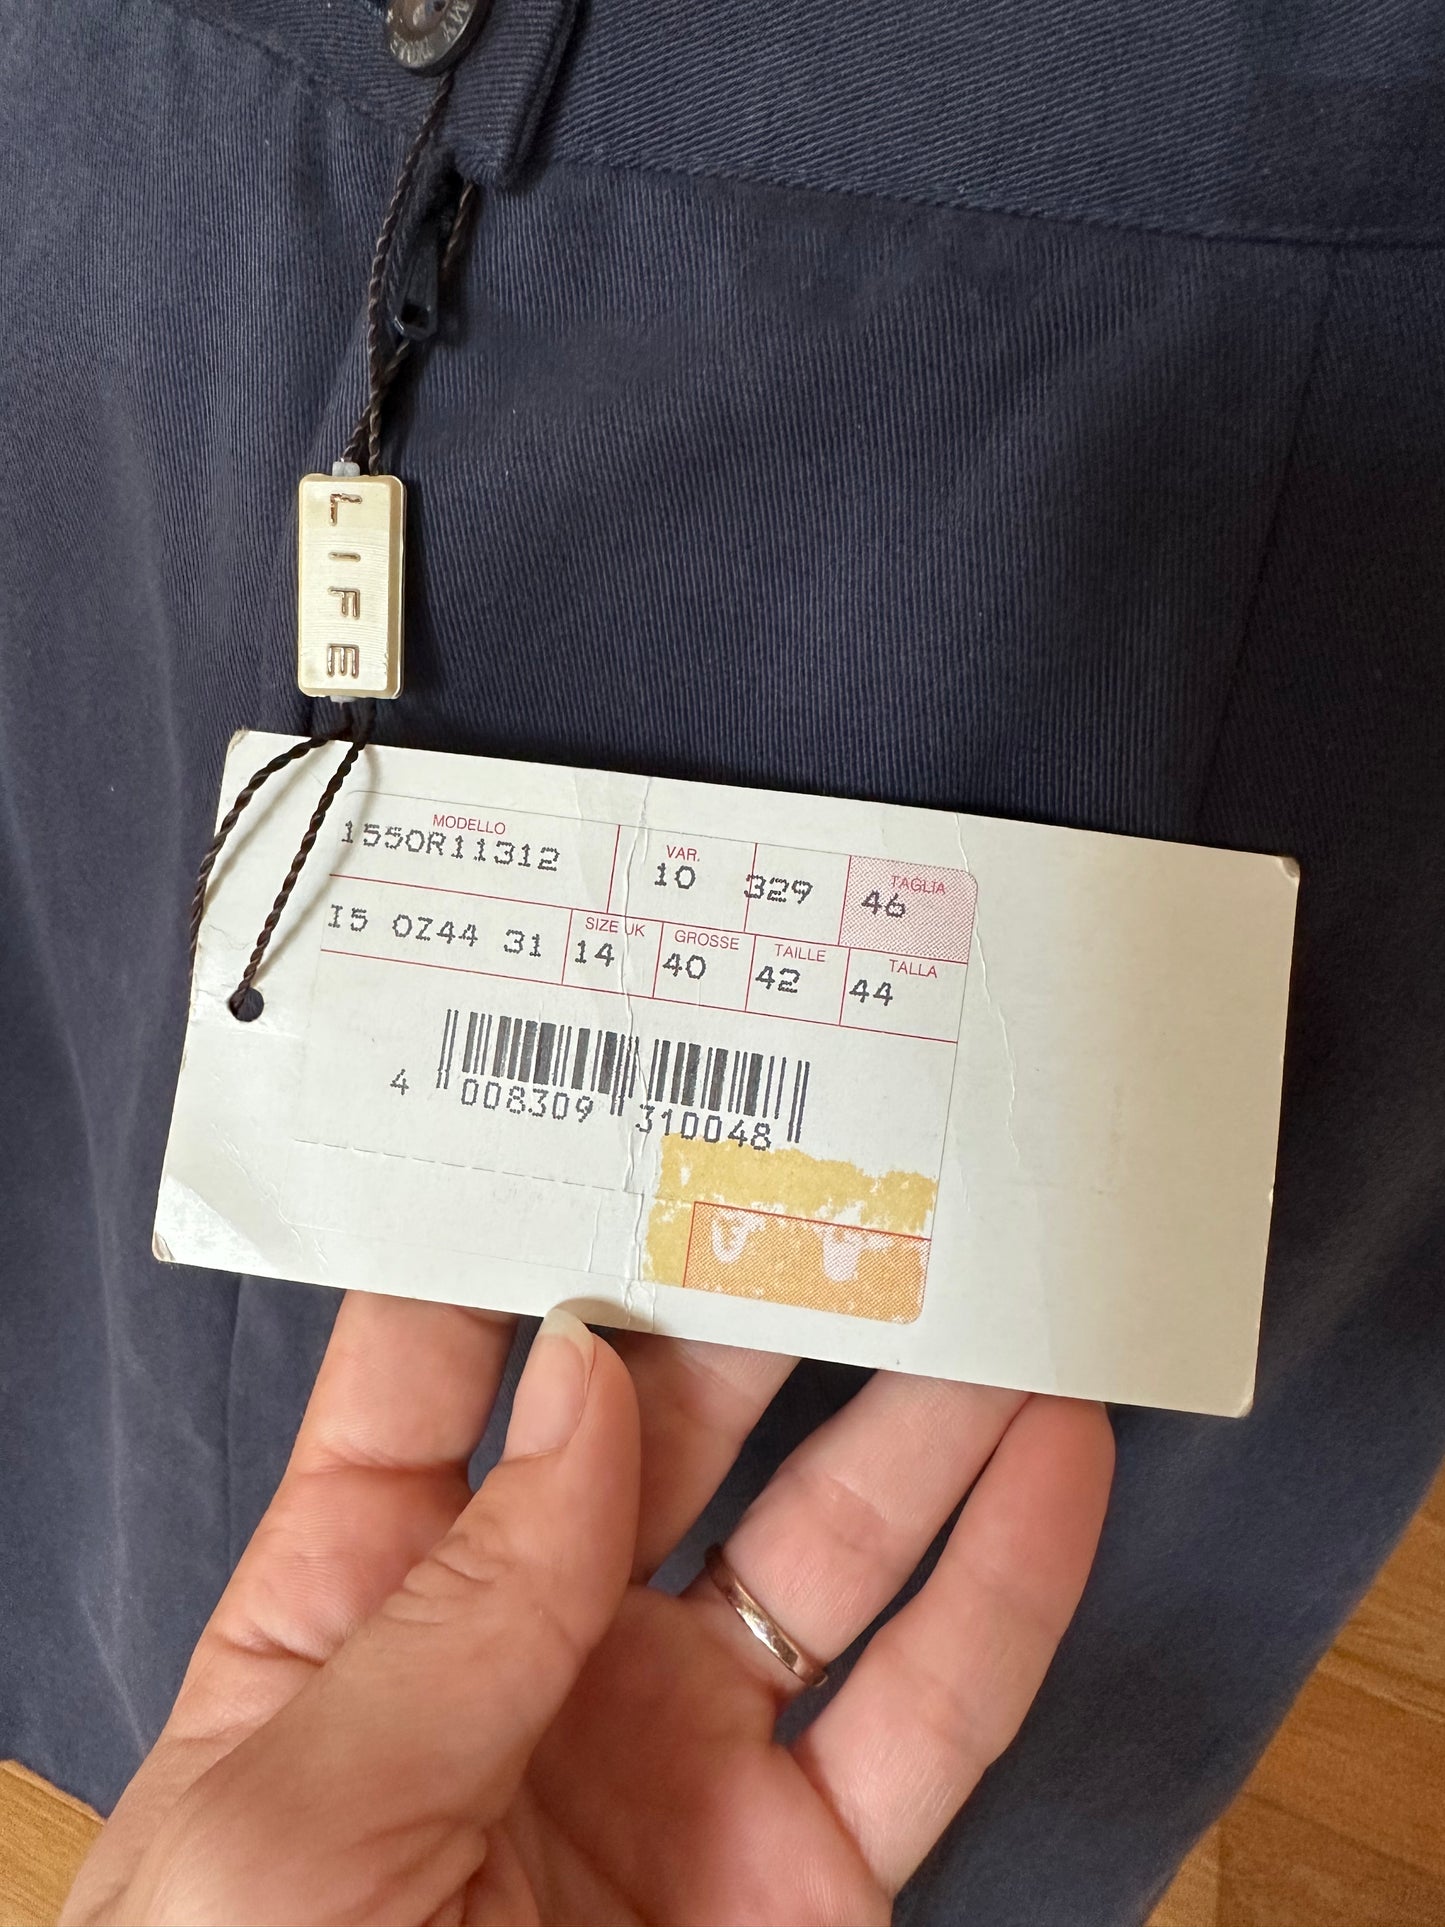 LIFE
MODELLO VAR. TAGLIA
1550R11312 10 329 46
SIZE UK GROSSE TAILLE TALLA
I5 0Z44 31 14 40 42 44
4 008309 310048